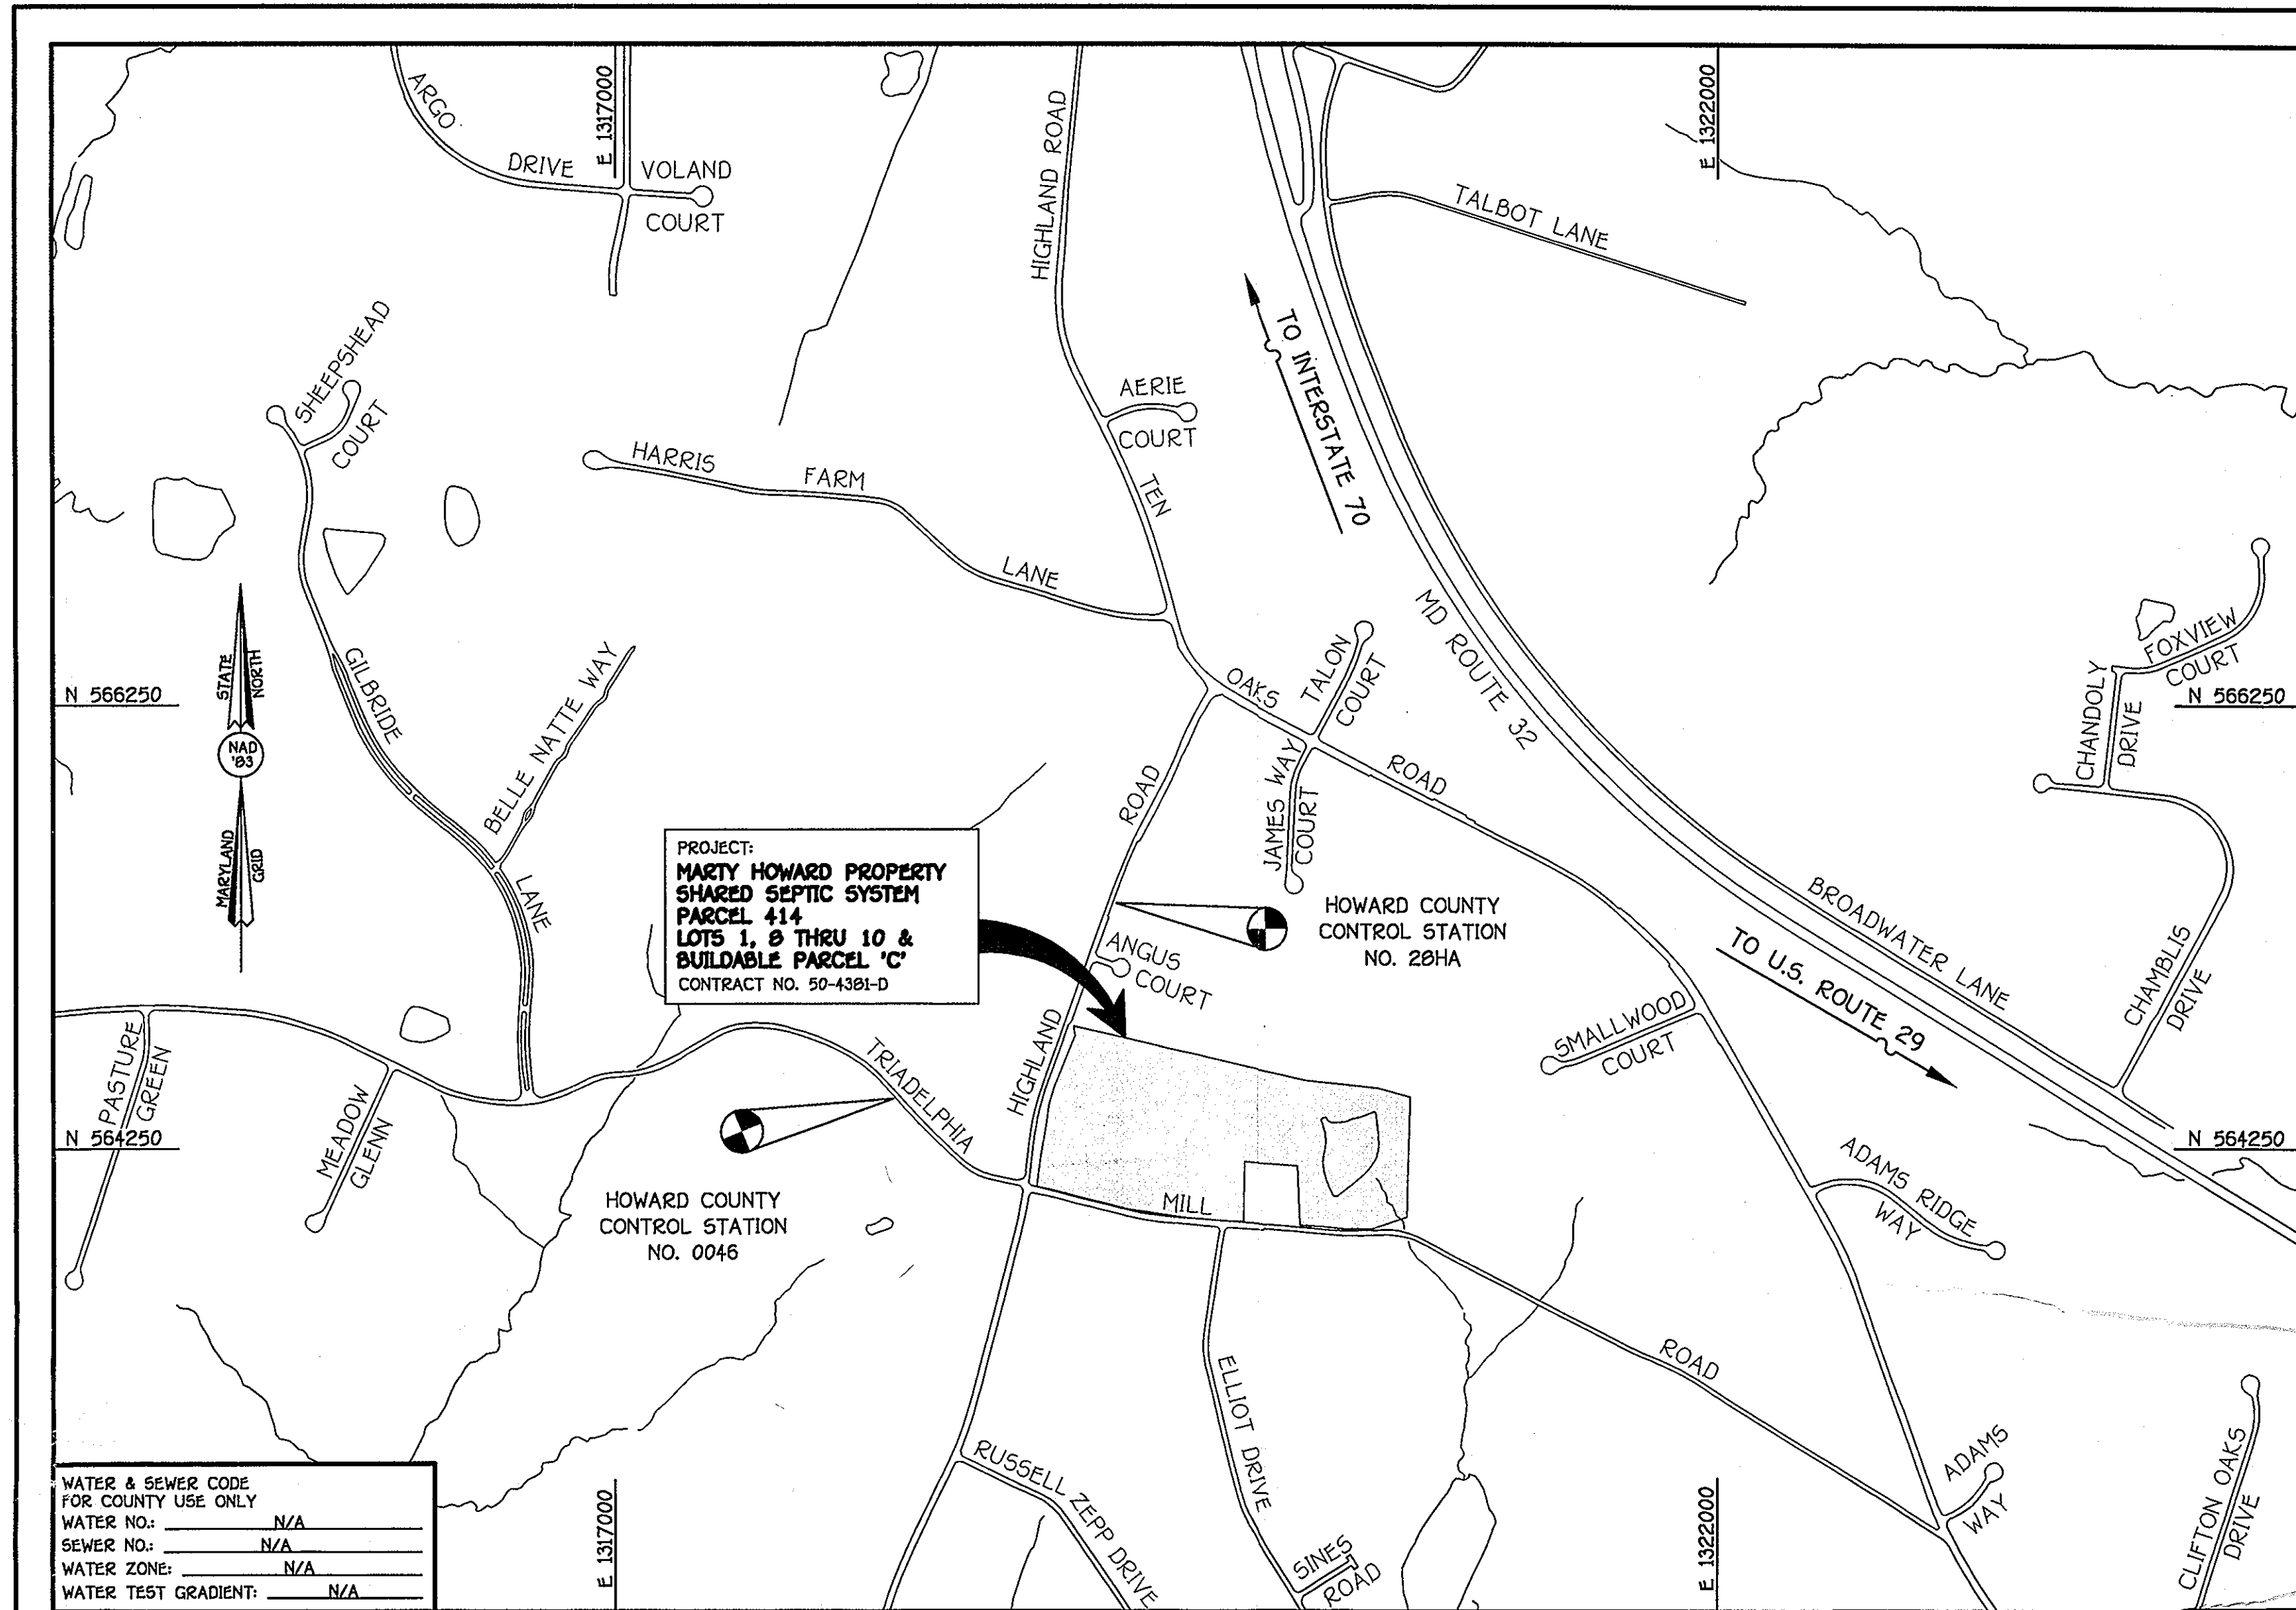 ARGO
DRIVE
E 1317000
VOLAND
COURT
HIGHLAND ROAD
E 1322000
TALBOT LANE
TO INTERSTATE 70
SHEEPSHEAD
COURT
AERIE
COURT
HARRIS
FARM
LANE
TEN
OAKS
ROAD
TALON
COURT
MD ROUTE 32
FOXVIEW
COURT
N 566250
STATE
NORTH
NAD
'83
MARYLAND
GRID
GILBRIDE
LANE
BELLE NATTE WAY
N 566250
CHANDOLY
DRIVE
ROAD
JAMES WAY
COURT
PROJECT:
MARTY HOWARD PROPERTY
SHARED SEPTIC SYSTEM
PARCEL 414
LOTS 1, 8 THRU 10 &
BUILDABLE PARCEL 'C'
CONTRACT NO. 50-4381-D
HOWARD COUNTY
CONTROL STATION
NO. 28HA
ANGUS
COURT
BROADWATER LANE
TO U.S. ROUTE 29
CHAMBLIS
DRIVE
SMALLWOOD
COURT
PASTURE
GREEN
MEADOW
GLENN
TRIADELPHIA
HIGHLAND
N 564250
N 564250
MILL
ROAD
HOWARD COUNTY
CONTROL STATION
NO. 0046
ADAMS RIDGE
WAY
ELLIOT DRIVE
RUSSELL ZEPP DRIVE
SINES
ROAD
ADAMS
WAY
CLIFTON OAKS
DRIVE
E 1317000
E 1322000
WATER & SEWER CODE
FOR COUNTY USE ONLY
WATER NO.: N/A
SEWER NO.: N/A
WATER ZONE: N/A
WATER TEST GRADIENT: N/A